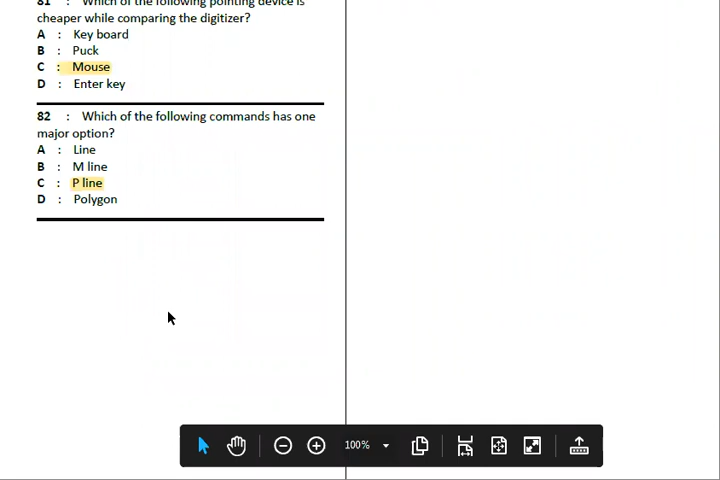 81 : Which of the following pointing device is
cheaper while comparing the digitizer?
A : Key board
B : Puck
C : Mouse
D : Enter key
82 : Which of the following commands has one
major option?
A : Line
B : M line
C : P line
D : Polygon
100%